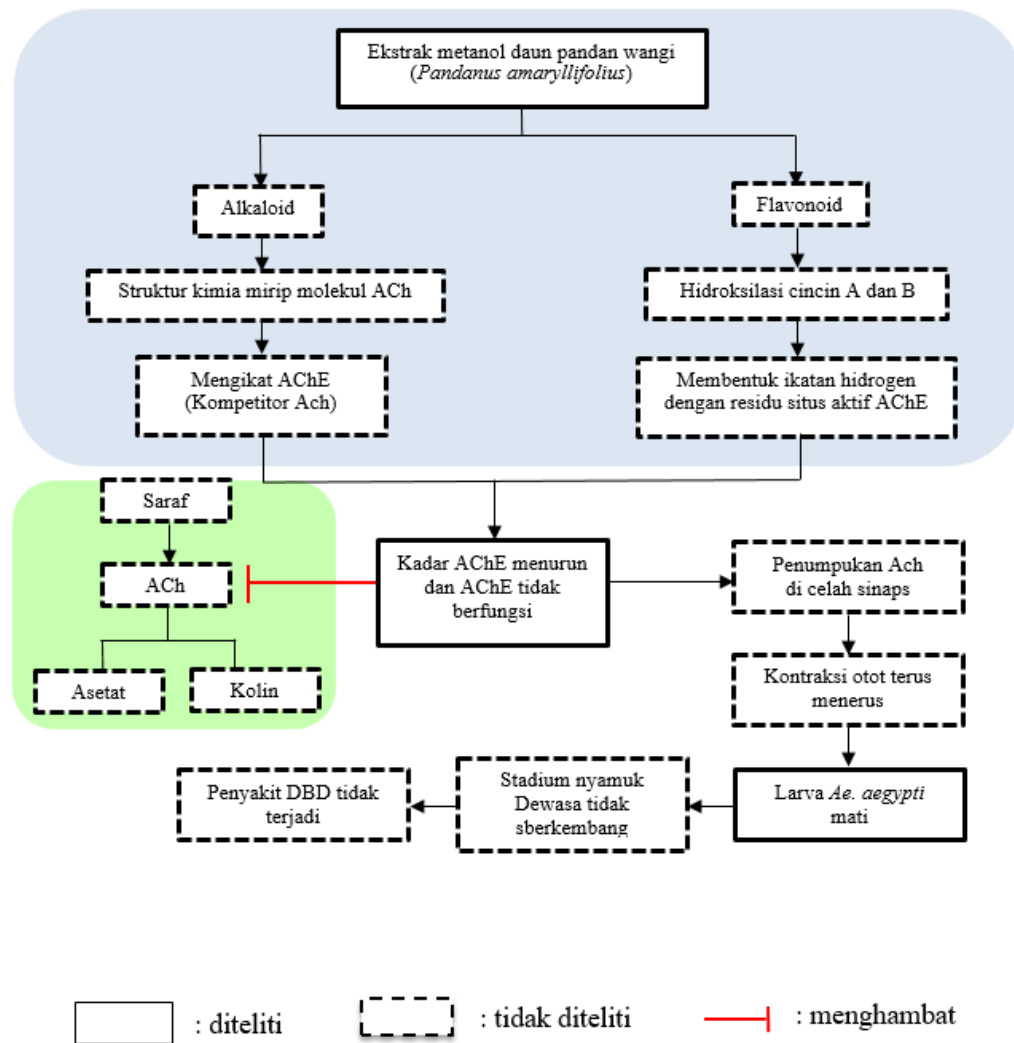 Ekstrak metanol daun pandan wangi
(Pandanus amaryllifolius)
Alkaloid
Flavonoid
Struktur kimia mirip molekul ACh
Hidroksilasi cincin A dan B
Mengikat AChE
(Kompetitor Ach)
Membentuk ikatan hidrogen
dengan residu situs aktif AChE
Saraf
ACh
Asetat
Kolin
Kadar AChE menurun
dan AChE tidak
berfungsi
Penumpukan Ach
di celah sinaps
Kontraksi otot terus
menerus
Larva Ae. aegypti
mati
Stadium nyamuk
Dewasa tidak
sberkembang
Penyakit DBD tidak
terjadi
: diteliti
: tidak diteliti
: menghambat